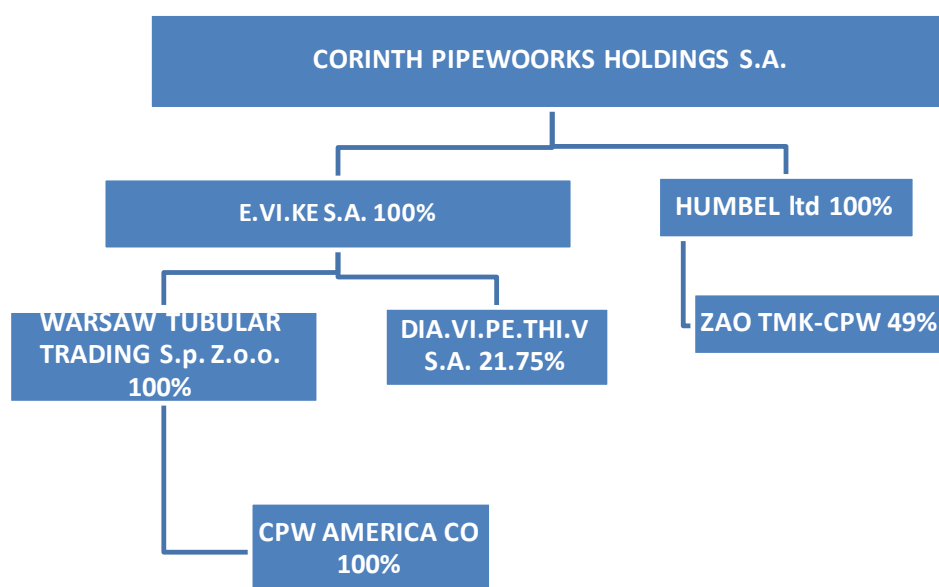 CORINTH PIPEWOORKS HOLDINGS S.A.
E.VI.KE S.A. 100%
HUMBEL ltd 100%
WARSAW TUBULAR
TRADING S.p. Z.o.o.
100%
DIA.VI.PE.THI.V
S.A. 21.75%
ZAO TMK-CPW 49%
CPW AMERICA CO
100%